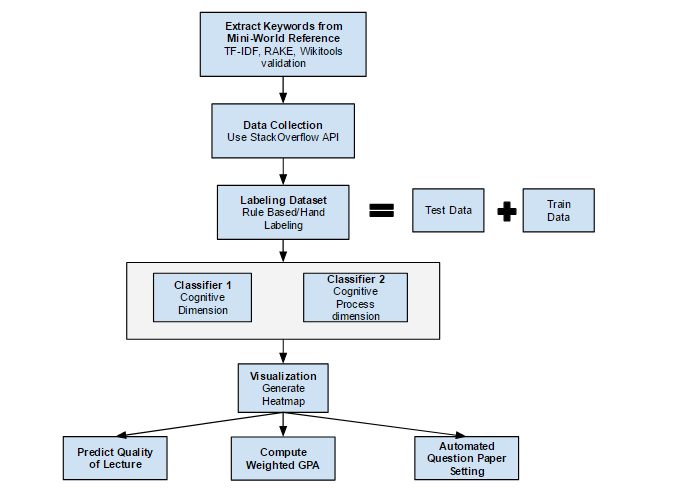 Extract Keywords from
Mini-World Reference
TF-IDF, RAKE, Wikitools
validation
Data Collection
Use StackOverflow API
Labeling Dataset
Rule Based/Hand
Labeling
=
Test Data
+
Train
Data
Classifier 1
Cognitive
Dimension
Classifier 2
Cognitive
Process
dimension
Visualization
Generate
Heatmap
Predict Quality
of Lecture
Compute
Weighted GPA
Automated
Question Paper
Setting